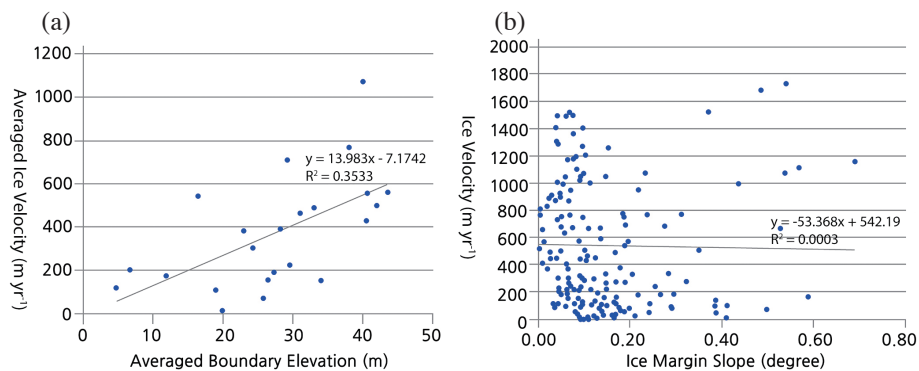 (a)
1200
1000
800
600
400
200
0
Averaged Ice Velocity (m yr⁻¹)
y = 13.983x - 7.1742
R² = 0.3533
0 10 20 30 40 50
Averaged Boundary Elevation (m)
(b)
2000
1800
1600
1400
1200
1000
800
600
400
200
0
Ice Velocity (m yr⁻¹)
y = -53.368x + 542.19
R² = 0.0003
0.00 0.20 0.40 0.60 0.80
Ice Margin Slope (degree)